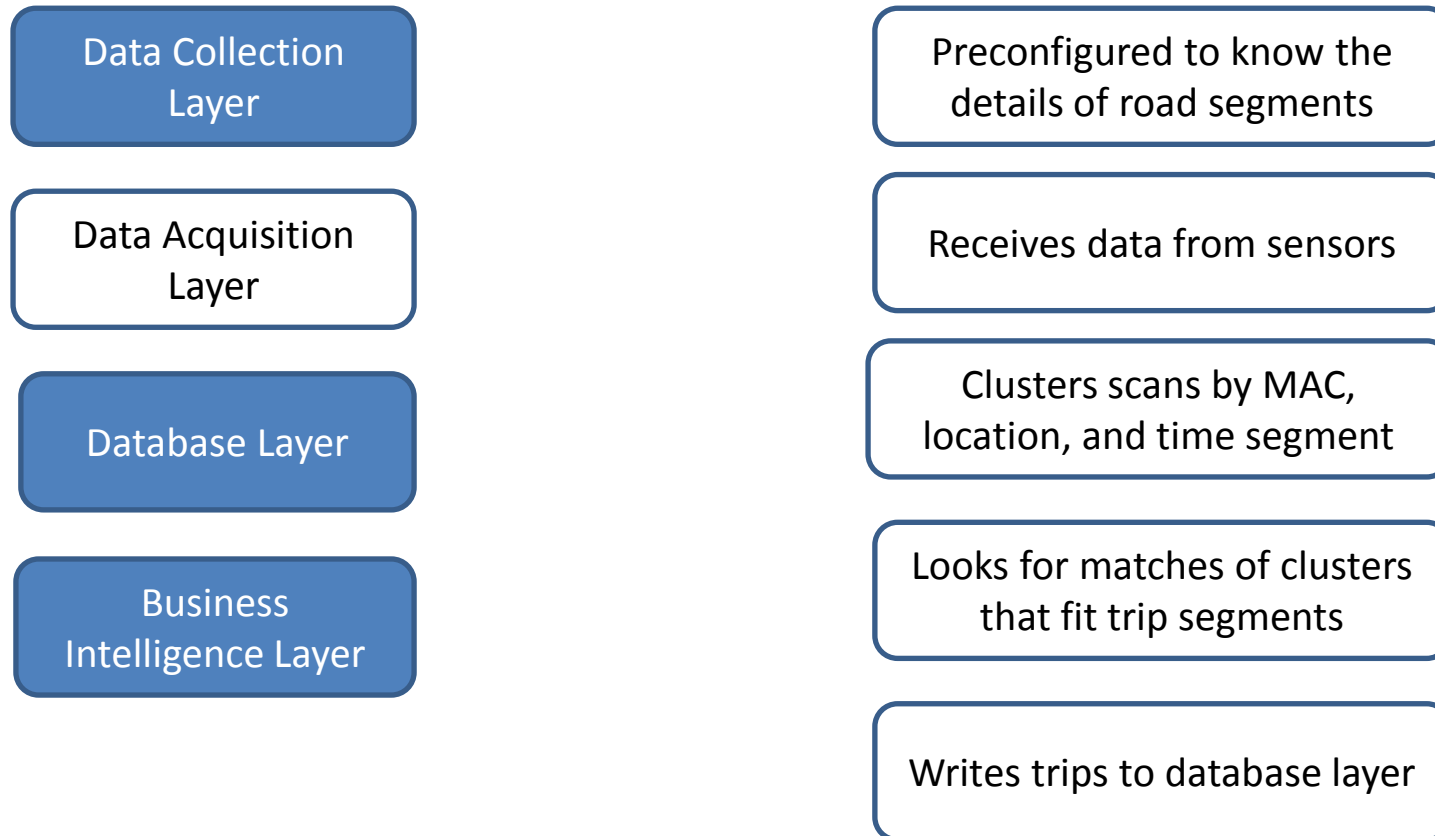 Data Collection
Layer
Data Acquisition
Layer
Database Layer
Business
Intelligence Layer
Preconfigured to know the
details of road segments
Receives data from sensors
Clusters scans by MAC,
location, and time segment
Looks for matches of clusters
that fit trip segments
Writes trips to database layer